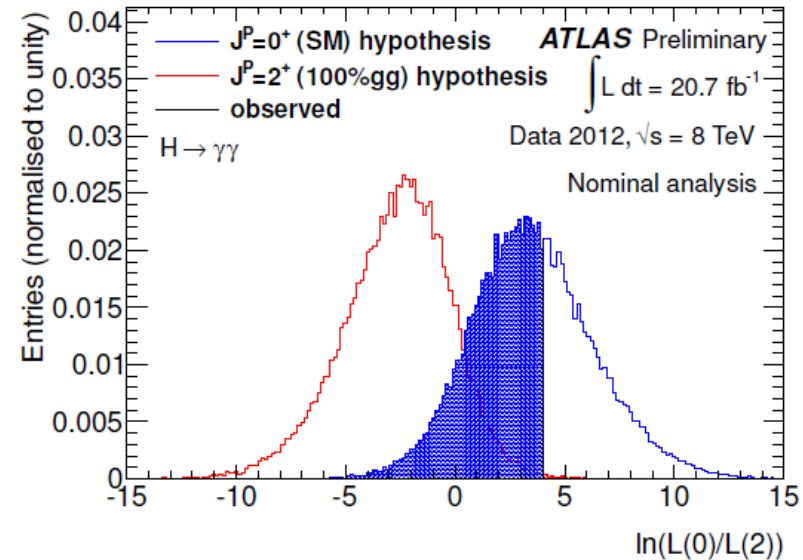 Entries (normalised to unity)
0.04
0.035
0.03
0.025
0.02
0.015
0.01
0.005
0
J^P=0^+ (SM) hypothesis
J^P=2^+ (100%gg) hypothesis
observed
H → γγ
ATLAS Preliminary
∫L dt = 20.7 fb^-1
Data 2012, √s = 8 TeV
Nominal analysis
-15 -10 -5 0 5 10 15
ln(L(0)/L(2))